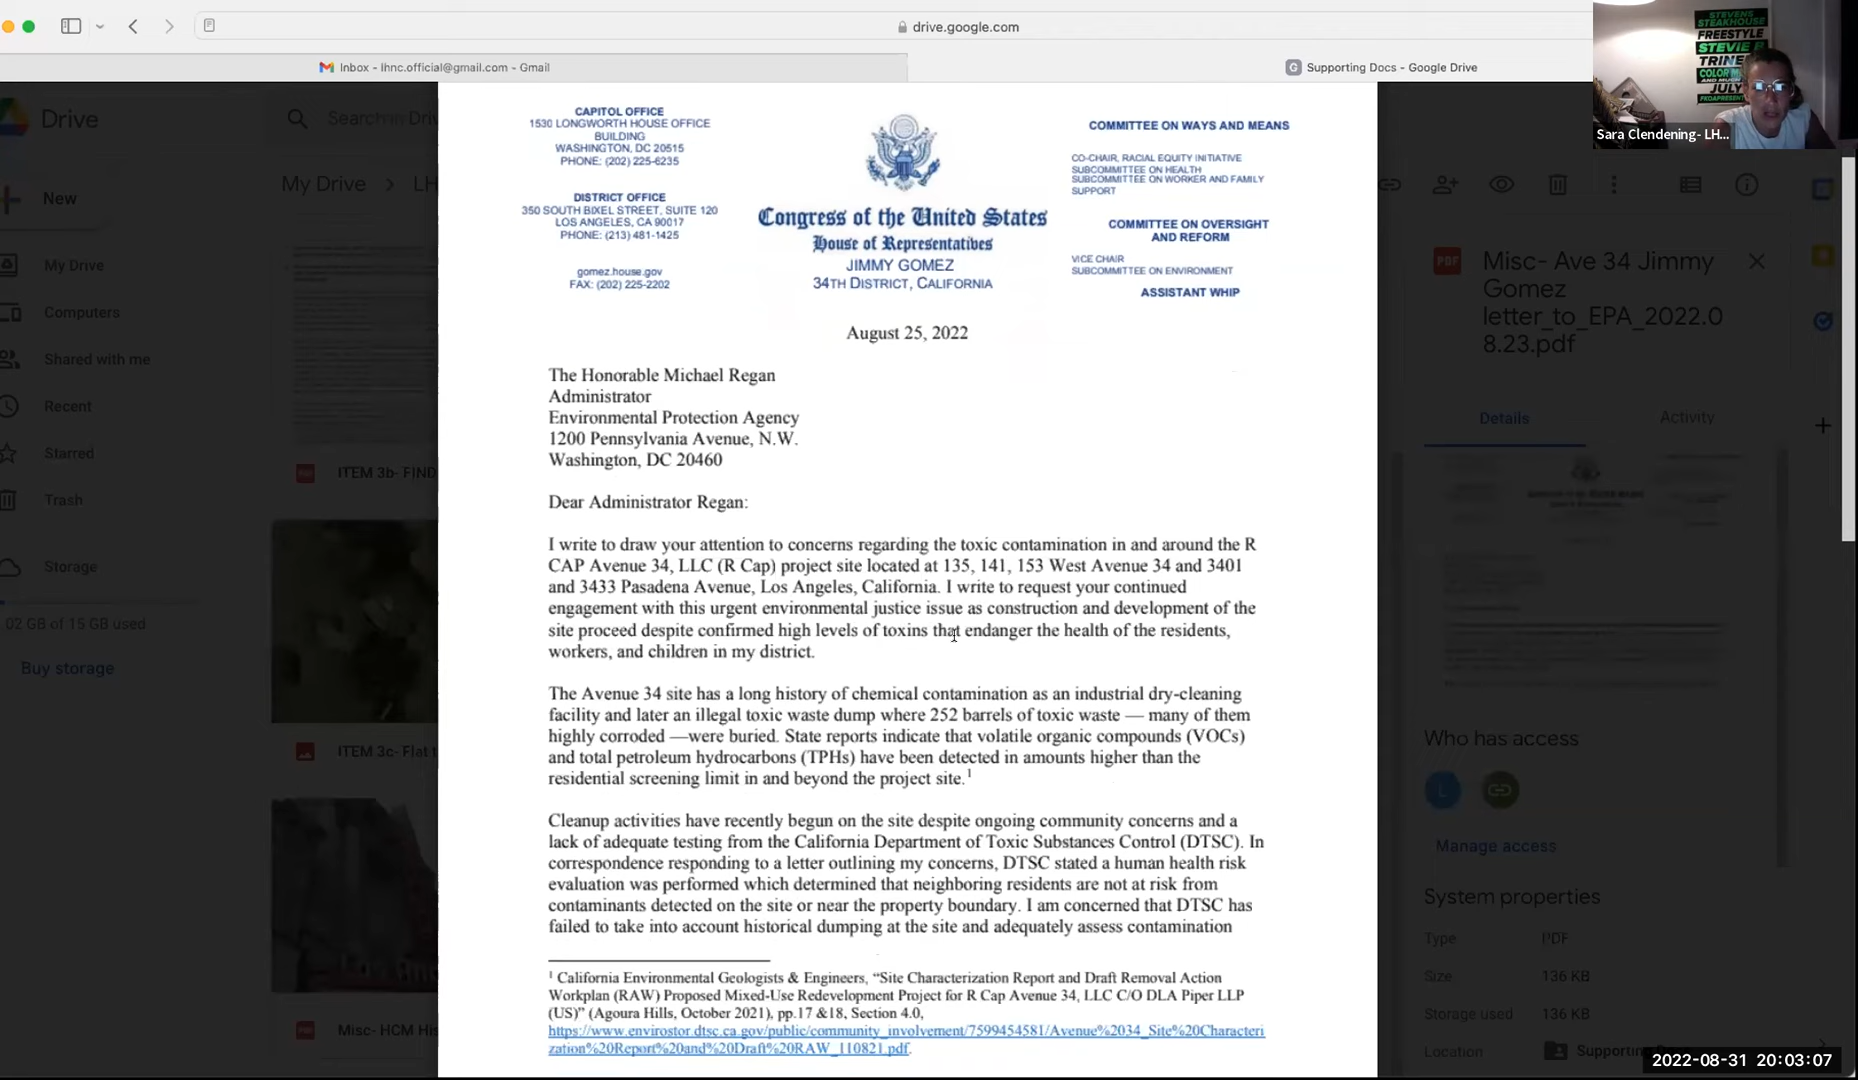 drive.google.com
Inbox - lhnc.official@gmail.com - Gmail
Supporting Docs - Google Drive
STEVENS
STEAKHOUSE
FREESTYLE
STEVIE B
COLOR ME
AND MUCH
JULY
Sara Clendening- LH...
Drive
Search in Driv
New
My Drive > LH
My Drive
Computers
Shared with me
Recent
Starred
Trash
Storage
02 GB of 15 GB used
Buy storage
ITEM 3b- FIND
ITEM 3c- Flat t
Misc- HCM His
CAPITOL OFFICE
1530 LONGWORTH HOUSE OFFICE
BUILDING
WASHINGTON, DC 20515
PHONE: (202) 225-6235
DISTRICT OFFICE
350 SOUTH BIXEL STREET, SUITE 120
LOS ANGELES, CA 90017
PHONE: (213) 481-1425
gomez.house.gov
FAX: (202) 225-2202
Congress of the United States
House of Representatives
JIMMY GOMEZ
34TH DISTRICT, CALIFORNIA
COMMITTEE ON WAYS AND MEANS
CO-CHAIR, RACIAL EQUITY INITIATIVE
SUBCOMMITTEE ON HEALTH
SUBCOMMITTEE ON WORKER AND FAMILY
SUPPORT
COMMITTEE ON OVERSIGHT
AND REFORM
VICE CHAIR
SUBCOMMITTEE ON ENVIRONMENT
ASSISTANT WHIP
August 25, 2022
The Honorable Michael Regan
Administrator
Environmental Protection Agency
1200 Pennsylvania Avenue, N.W.
Washington, DC 20460
Dear Administrator Regan:
I write to draw your attention to concerns regarding the toxic contamination in and around the R
CAP Avenue 34, LLC (R Cap) project site located at 135, 141, 153 West Avenue 34 and 3401
and 3433 Pasadena Avenue, Los Angeles, California. I write to request your continued
engagement with this urgent environmental justice issue as construction and development of the
site proceed despite confirmed high levels of toxins that endanger the health of the residents,
workers, and children in my district.
The Avenue 34 site has a long history of chemical contamination as an industrial dry-cleaning
facility and later an illegal toxic waste dump where 252 barrels of toxic waste — many of them
highly corroded —were buried. State reports indicate that volatile organic compounds (VOCs)
and total petroleum hydrocarbons (TPHs) have been detected in amounts higher than the
residential screening limit in and beyond the project site.1
Cleanup activities have recently begun on the site despite ongoing community concerns and a
lack of adequate testing from the California Department of Toxic Substances Control (DTSC). In
correspondence responding to a letter outlining my concerns, DTSC stated a human health risk
evaluation was performed which determined that neighboring residents are not at risk from
contaminants detected on the site or near the property boundary. I am concerned that DTSC has
failed to take into account historical dumping at the site and adequately assess contamination
1 California Environmental Geologists & Engineers, “Site Characterization Report and Draft Removal Action
Workplan (RAW) Proposed Mixed-Use Redevelopment Project for R Cap Avenue 34, LLC C/O DLA Piper LLP
(US)” (Agoura Hills, October 2021), pp.17 &18, Section 4.0,
https://www.envirostor.dtsc.ca.gov/public/community_involvement/7599454581/Avenue%2034_Site%20Characteri
zation%20Report%20and%20Draft%20RAW_110821.pdf.
PDF
Misc- Ave 34 Jimmy
Gomez
letter_to_EPA_2022.0
8.23.pdf
Details
Activity
Who has access
L
Manage access
System properties
Type PDF
Size 136 KB
Storage used 136 KB
Location Supporting
2022-08-31 20:03:07